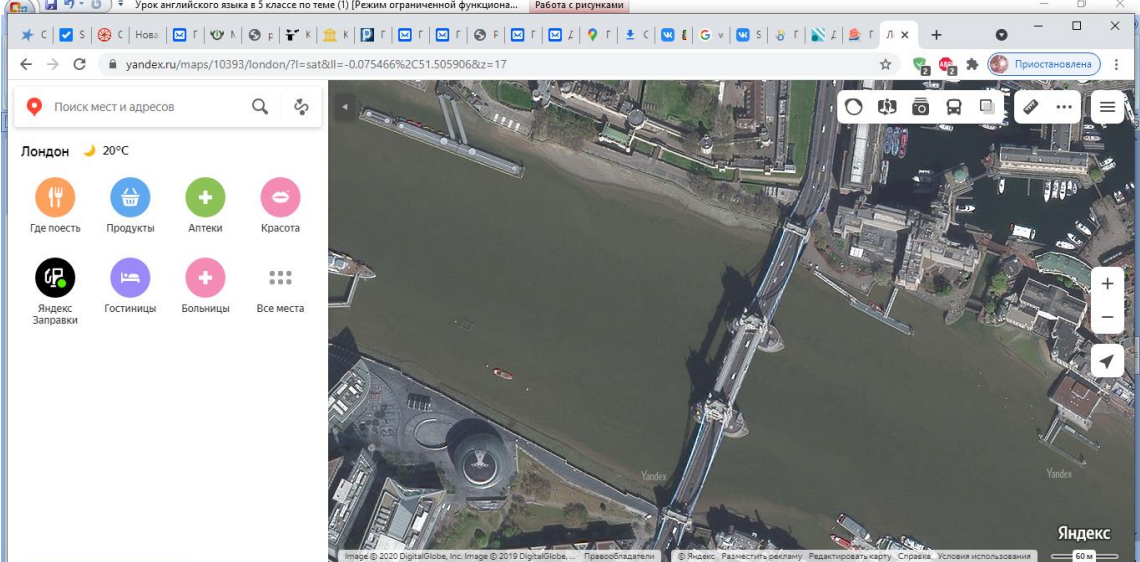 Урок английского языка в 5 классе по теме (1) [Режим ограниченной функциона... Работа с рисунками
Нова
yandex.ru/maps/10393/london/?l=sat&ll=-0.075466%2C51.505906&z=17
2
2
Приостановлена
Поиск мест и адресов
Лондон 20°C
Где поесть Продукты Аптеки Красота
Яндекс Заправки Гостиницы Больницы Все места
Yandex
Yandex
Яндекс
Image © 2020 DigitalGlobe, Inc. Image © 2019 DigitalGlobe, ... Правообладатели © Яндекс Разместить рекламу Редактировать карту Справка Условия использования 60 м